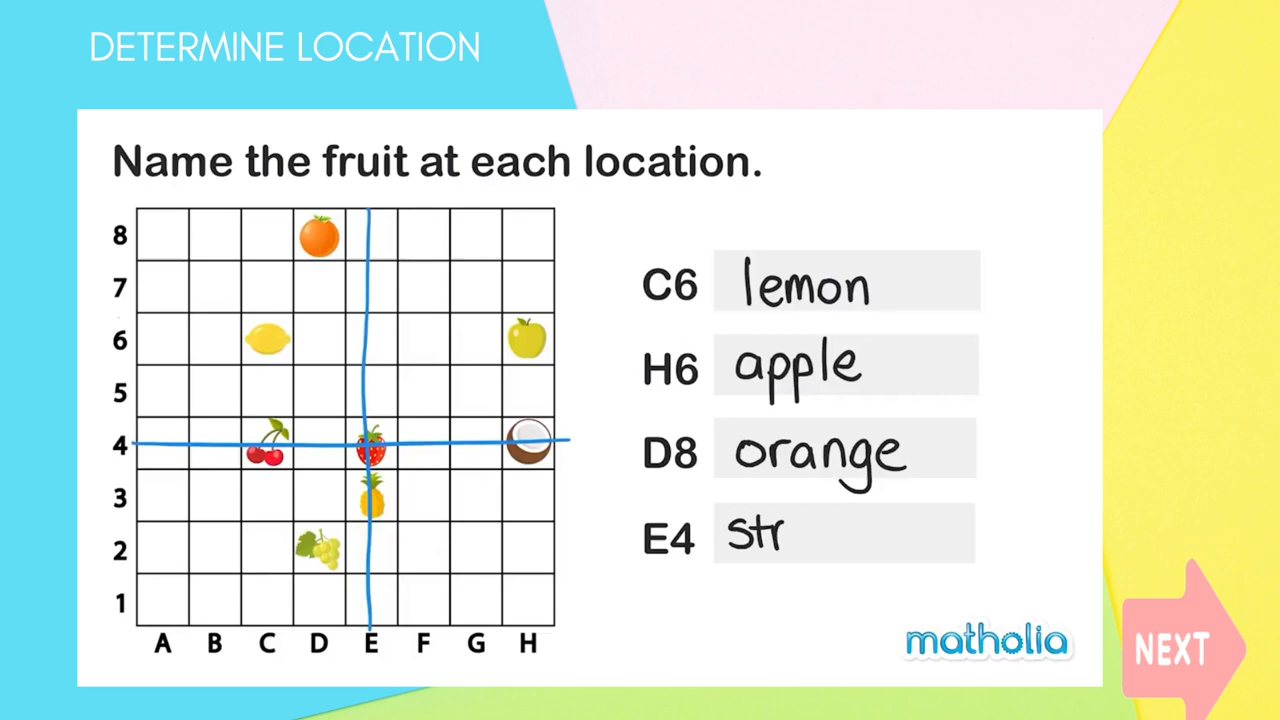 DETERMINE LOCATION
Name the fruit at each location.
8
7
6
5
4
3
2
1
A B C D E F G H
C6 lemon
H6 apple
D8 orange
E4 str
matholia
NEXT